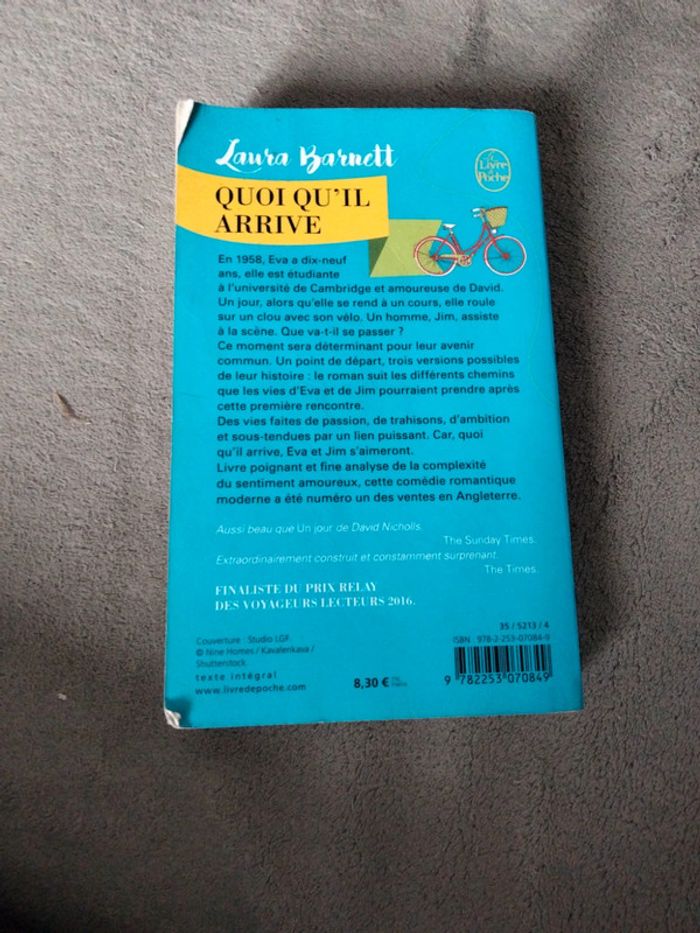 Laura Barnett
Le
Livre
de
Poche
QUOI QU'IL
ARRIVE
En 1958, Eva a dix-neuf
ans, elle est étudiante
à l'université de Cambridge et amoureuse de David.
Un jour, alors qu'elle se rend à un cours, elle roule
sur un clou avec son vélo. Un homme, Jim, assiste
à la scène. Que va-t-il se passer ?
Ce moment sera déterminant pour leur avenir
commun. Un point de départ, trois versions possibles
de leur histoire : le roman suit les différents chemins
que les vies d'Eva et de Jim pourraient prendre après
cette première rencontre.
Des vies faites de passion, de trahisons, d'ambition
et sous-tendues par un lien puissant. Car, quoi
qu'il arrive, Eva et Jim s'aimeront.
Livre poignant et fine analyse de la complexité
du sentiment amoureux, cette comédie romantique
moderne a été numéro un des ventes en Angleterre.
Aussi beau que Un jour de David Nicholls.
The Sunday Times.
Extraordinairement construit et constamment surprenant.
The Times.
FINALISTE DU PRIX RELAY
DES VOYAGEURS LECTEURS 2016.
Couverture : Studio LGF.
© Nine Homes / Kavalenkava /
Shutterstock.
texte intégral
www.livredepoche.com
8,30 €
35 / 5213 / 4
ISBN : 978-2-253-07084-9
9 782253 070849